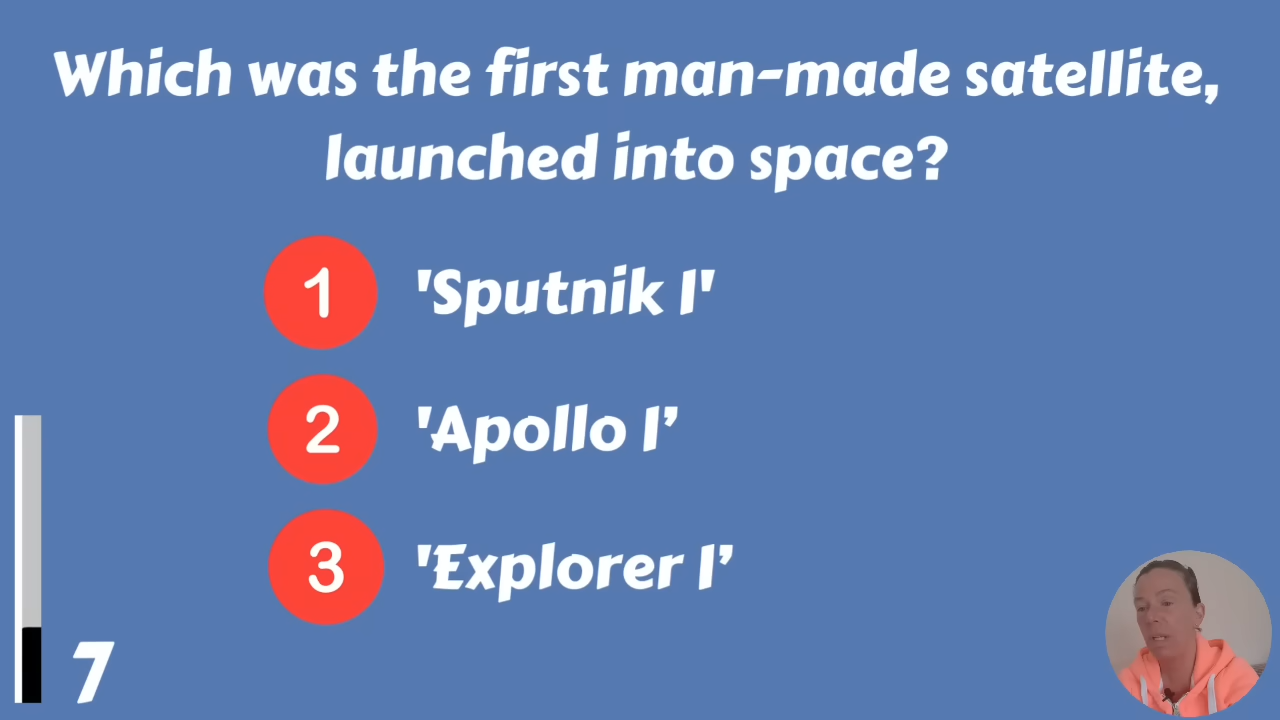 Which was the first man-made satellite,
launched into space?
1 'Sputnik I'
2 'Apollo I’
3 'Explorer I’
7